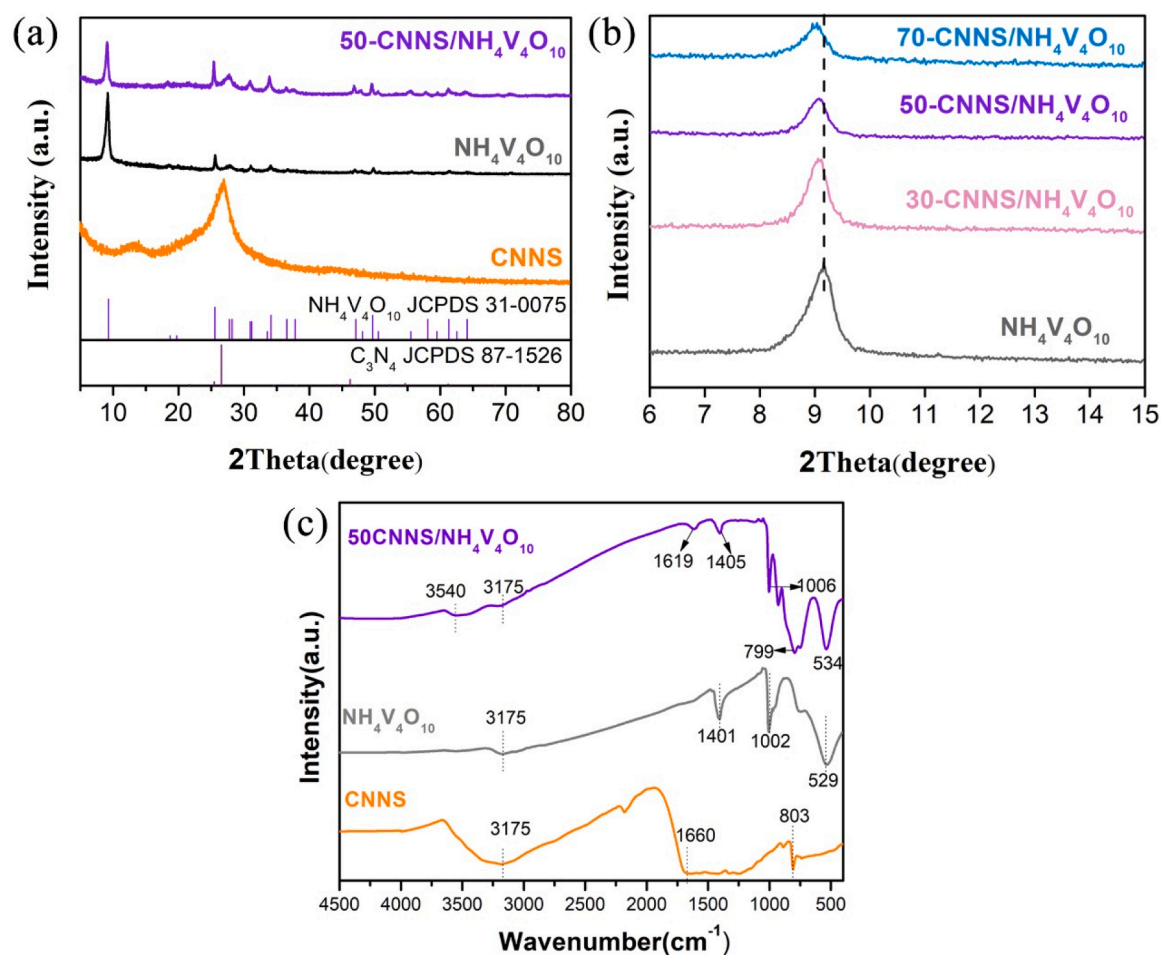 (a)
50-CNNS/NH₄V₄O₁₀
NH₄V₄O₁₀
CNNS
NH₄V₄O₁₀ JCPDS 31-0075
C₃N₄ JCPDS 87-1526
Intensity (a.u.)
10 20 30 40 50 60 70 80
2Theta(degree)
(b)
70-CNNS/NH₄V₄O₁₀
50-CNNS/NH₄V₄O₁₀
30-CNNS/NH₄V₄O₁₀
NH₄V₄O₁₀
Intensity (a.u.)
6 7 8 9 10 11 12 13 14 15
2Theta(degree)
(c)
50CNNS/NH₄V₄O₁₀
3540 3175 1619 1405 1006
799 534
NH₄V₄O₁₀
3175 1401 1002 529
CNNS
3175 1660 803
Intensity(a.u.)
4500 4000 3500 3000 2500 2000 1500 1000 500
Wavenumber(cm⁻¹)